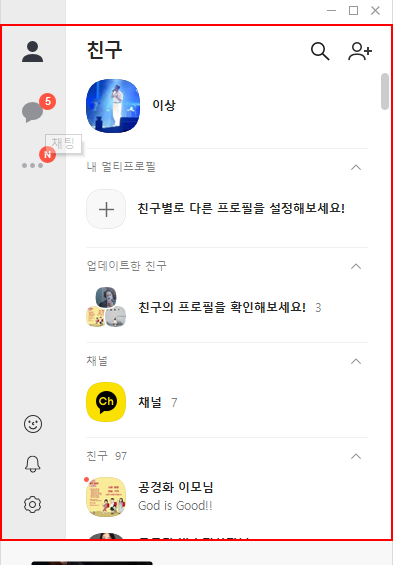 친구
5
채팅
N
이상
내 멀티프로필
친구별로 다른 프로필을 설정해보세요!
업데이트한 친구
친구의 프로필을 확인해보세요! 3
채널
Ch
채널 7
친구 97
공경화 이모님
God is Good!!